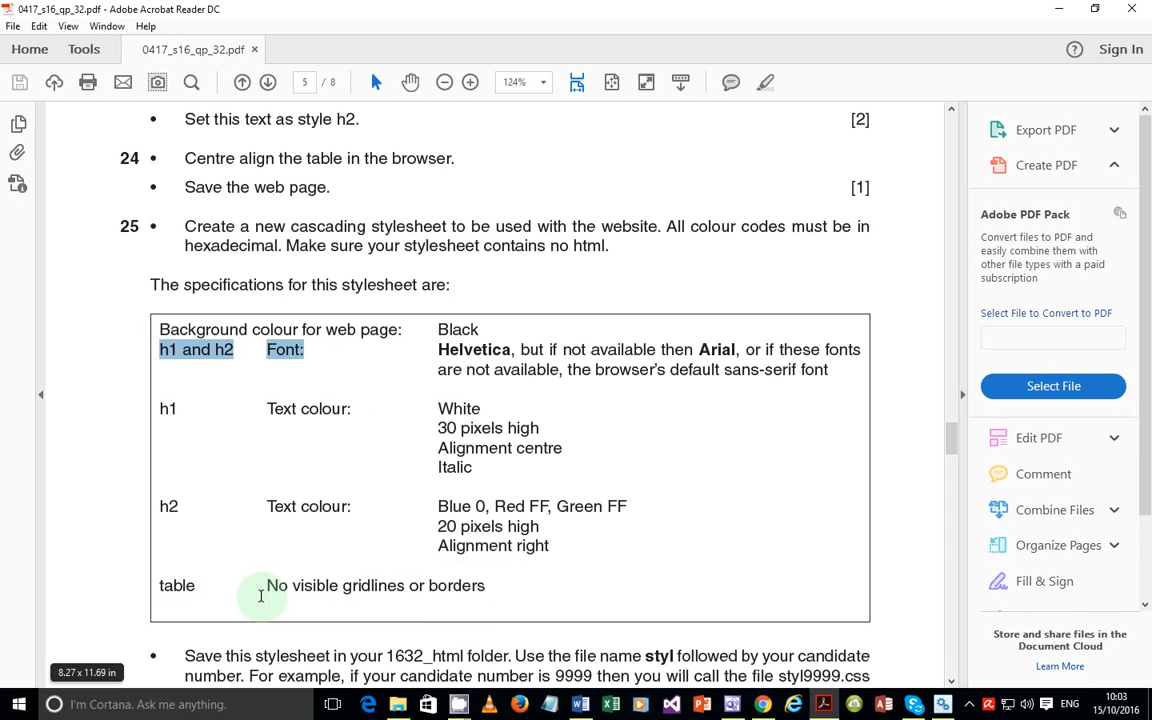 0417_s16_qp_32.pdf - Adobe Acrobat Reader DC
File Edit View Window Help
Home Tools 0417_s16_qp_32.pdf × ? Sign In
5 / 8 124%
• Set this text as style h2. [2]
24 • Centre align the table in the browser.
• Save the web page. [1]
25 • Create a new cascading stylesheet to be used with the website. All colour codes must be in
hexadecimal. Make sure your stylesheet contains no html.
The specifications for this stylesheet are:
Background colour for web page: Black
h1 and h2 Font: Helvetica, but if not available then Arial, or if these fonts
are not available, the browser's default sans-serif font
h1 Text colour: White
30 pixels high
Alignment centre
Italic
h2 Text colour: Blue 0, Red FF, Green FF
20 pixels high
Alignment right
table No visible gridlines or borders
• Save this stylesheet in your 1632_html folder. Use the file name styl followed by your candidate
number. For example, if your candidate number is 9999 then you will call the file styl9999.css
8.27 x 11.69 in
Export PDF
Create PDF
Adobe PDF Pack
Convert files to PDF and
easily combine them with
other file types with a paid
subscription
Select File to Convert to PDF
Select File
Edit PDF
Comment
Combine Files
Organize Pages
Fill & Sign
Store and share files in the
Document Cloud
Learn More
I'm Cortana. Ask me anything.
ENG
10:03
15/10/2016